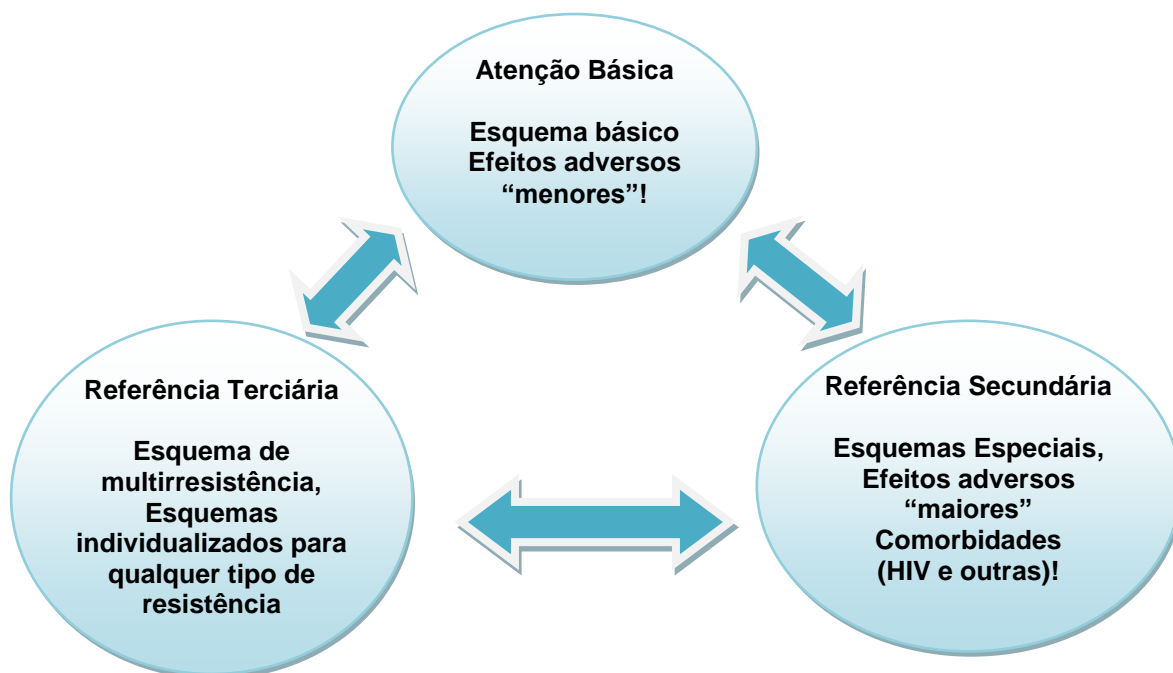 Atenção Básica
Esquema básico
Efeitos adversos
“menores”!
Referência Terciária
Esquema de
multirresistência,
Esquemas
individualizados para
qualquer tipo de
resistência
Referência Secundária
Esquemas Especiais,
Efeitos adversos
“maiores”
Comorbidades
(HIV e outras)!